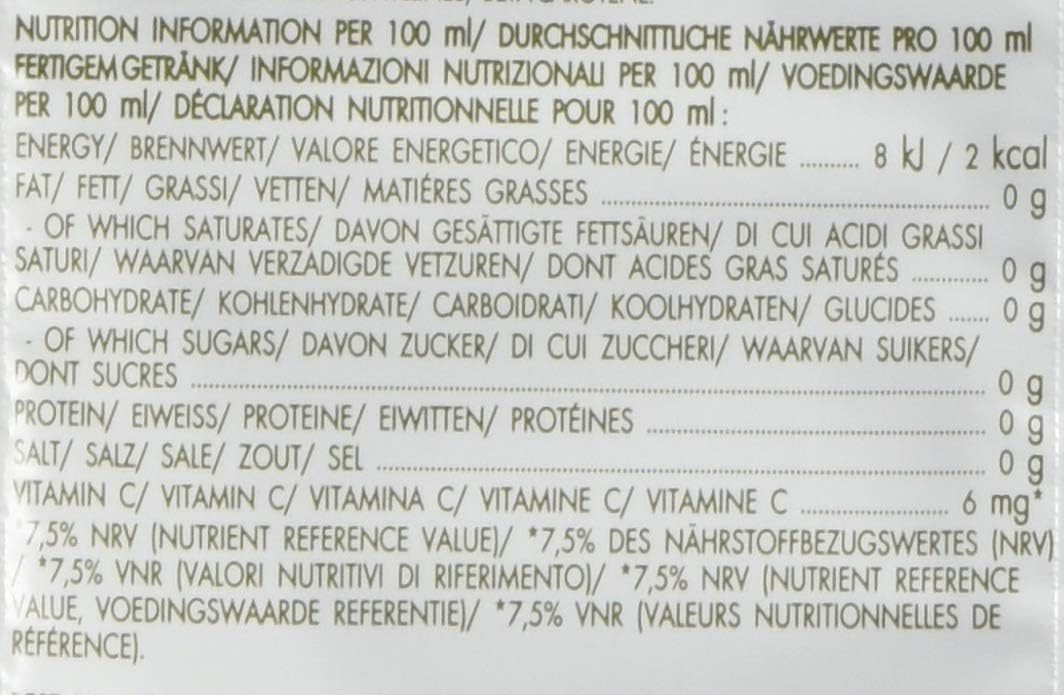 NUTRITION INFORMATION PER 100 ml/ DURCHSCHNITTLICHE NÄHRWERTE PRO 100 ml
FERTIGEM GETRÄNK/ INFORMAZIONI NUTRIZIONALI PER 100 ml/ VOEDINGSWAARDE
PER 100 ml/ DÉCLARATION NUTRITIONNELLE POUR 100 ml :
ENERGY/ BRENNWERT/ VALORE ENERGETICO/ ENERGIE/ ÉNERGIE .......... 8 kJ / 2 kcal
FAT/ FETT/ GRASSI/ VETTEN/ MATIÉRES GRASSES .......... 0 g
- OF WHICH SATURATES/ DAVON GESÄTTIGTE FETTSÄUREN/ DI CUI ACIDI GRASSI
SATURI/ WAARVAN VERZADIGDE VETZUREN/ DONT ACIDES GRAS SATURÉS .......... 0 g
CARBOHYDRATE/ KOHLENHYDRATE/ CARBOIDRATI/ KOOLHYDRATEN/ GLUCIDES ....... 0 g
- OF WHICH SUGARS/ DAVON ZUCKER/ DI CUI ZUCCHERI/ WAARVAN SUIKERS/
DONT SUCRES .......... 0 g
PROTEIN/ EIWEISS/ PROTEINE/ EIWITTEN/ PROTÉINES .......... 0 g
SALT/ SALZ/ SALE/ ZOUT/ SEL .......... 0 g
VITAMIN C/ VITAMIN C/ VITAMINA C/ VITAMINE C/ VITAMINE C .......... 6 mg*
*7,5% NRV (NUTRIENT REFERENCE VALUE)/ *7,5% DES NÄHRSTOFFBEZUGSWERTES (NRV)
/ *7,5% VNR (VALORI NUTRITIVI DI RIFERIMENTO)/ *7,5% NRV (NUTRIENT REFERENCE
VALUE, VOEDINGSWAARDE REFERENTIE)/ *7,5% VNR (VALEURS NUTRITIONNELLES DE
RÉFÉRENCE).